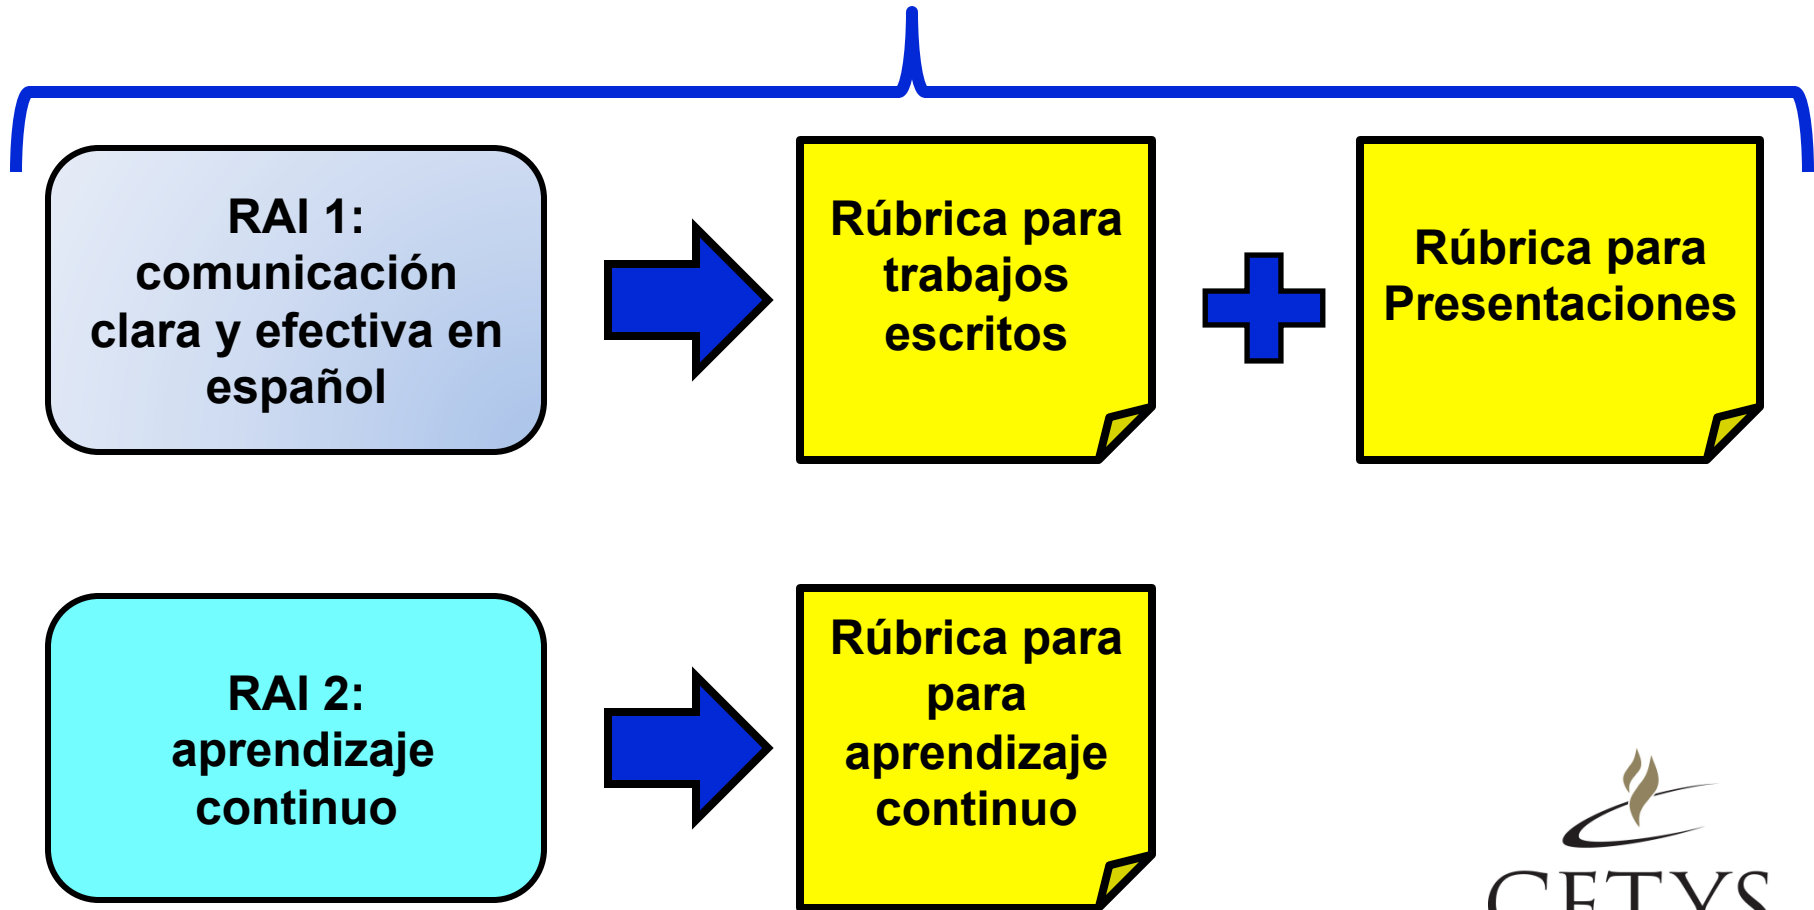 RAI 1:
comunicación
clara y efectiva en
español
Rúbrica para
trabajos
escritos
Rúbrica para
Presentaciones
RAI 2:
aprendizaje
continuo
Rúbrica para
para
aprendizaje
continuo
CETYS